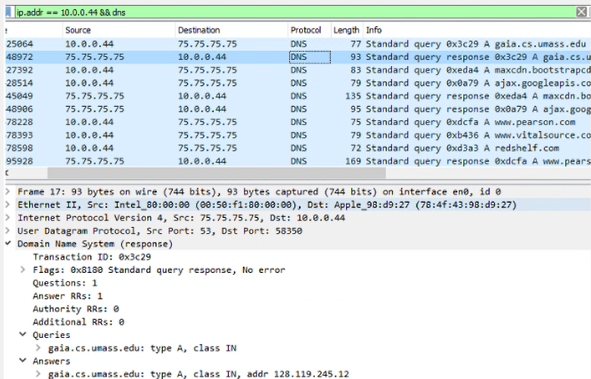 ip.addr == 10.0.0.44 && dns
Source Destination Protocol Length Info
25064 10.0.0.44 75.75.75.75 DNS 77 Standard query 0x3c29 A gaia.cs.umass.edu
48972 75.75.75.75 10.0.0.44 DNS 93 Standard query response 0x3c29 A gaia.cs.u
27392 10.0.0.44 75.75.75.75 DNS 83 Standard query 0xeda4 A maxcdn.bootstrapcd
28514 10.0.0.44 75.75.75.75 DNS 79 Standard query 0x0a79 A ajax.googleapis.co
45049 75.75.75.75 10.0.0.44 DNS 135 Standard query response 0xeda4 A maxcdn.bo
48906 75.75.75.75 10.0.0.44 DNS 95 Standard query response 0x0a79 A ajax.goog
78228 10.0.0.44 75.75.75.75 DNS 75 Standard query 0xdcfa A www.pearson.com
78393 10.0.0.44 75.75.75.75 DNS 79 Standard query 0xb436 A www.vitalsource.c
78598 10.0.0.44 75.75.75.75 DNS 72 Standard query 0xd3a3 A redshelf.com
95928 75.75.75.75 10.0.0.44 DNS 169 Standard query response 0xdcfa A www.pears
Frame 17: 93 bytes on wire (744 bits), 93 bytes captured (744 bits) on interface en0, id 0
Ethernet II, Src: Intel_80:00:00 (00:50:f1:80:00:00), Dst: Apple_98:d9:27 (78:4f:43:98:d9:27)
Internet Protocol Version 4, Src: 75.75.75.75, Dst: 10.0.0.44
User Datagram Protocol, Src Port: 53, Dst Port: 58350
Domain Name System (response)
Transaction ID: 0x3c29
Flags: 0x8180 Standard query response, No error
Questions: 1
Answer RRs: 1
Authority RRs: 0
Additional RRs: 0
Queries
gaia.cs.umass.edu: type A, class IN
Answers
gaia.cs.umass.edu: type A, class IN, addr 128.119.245.12